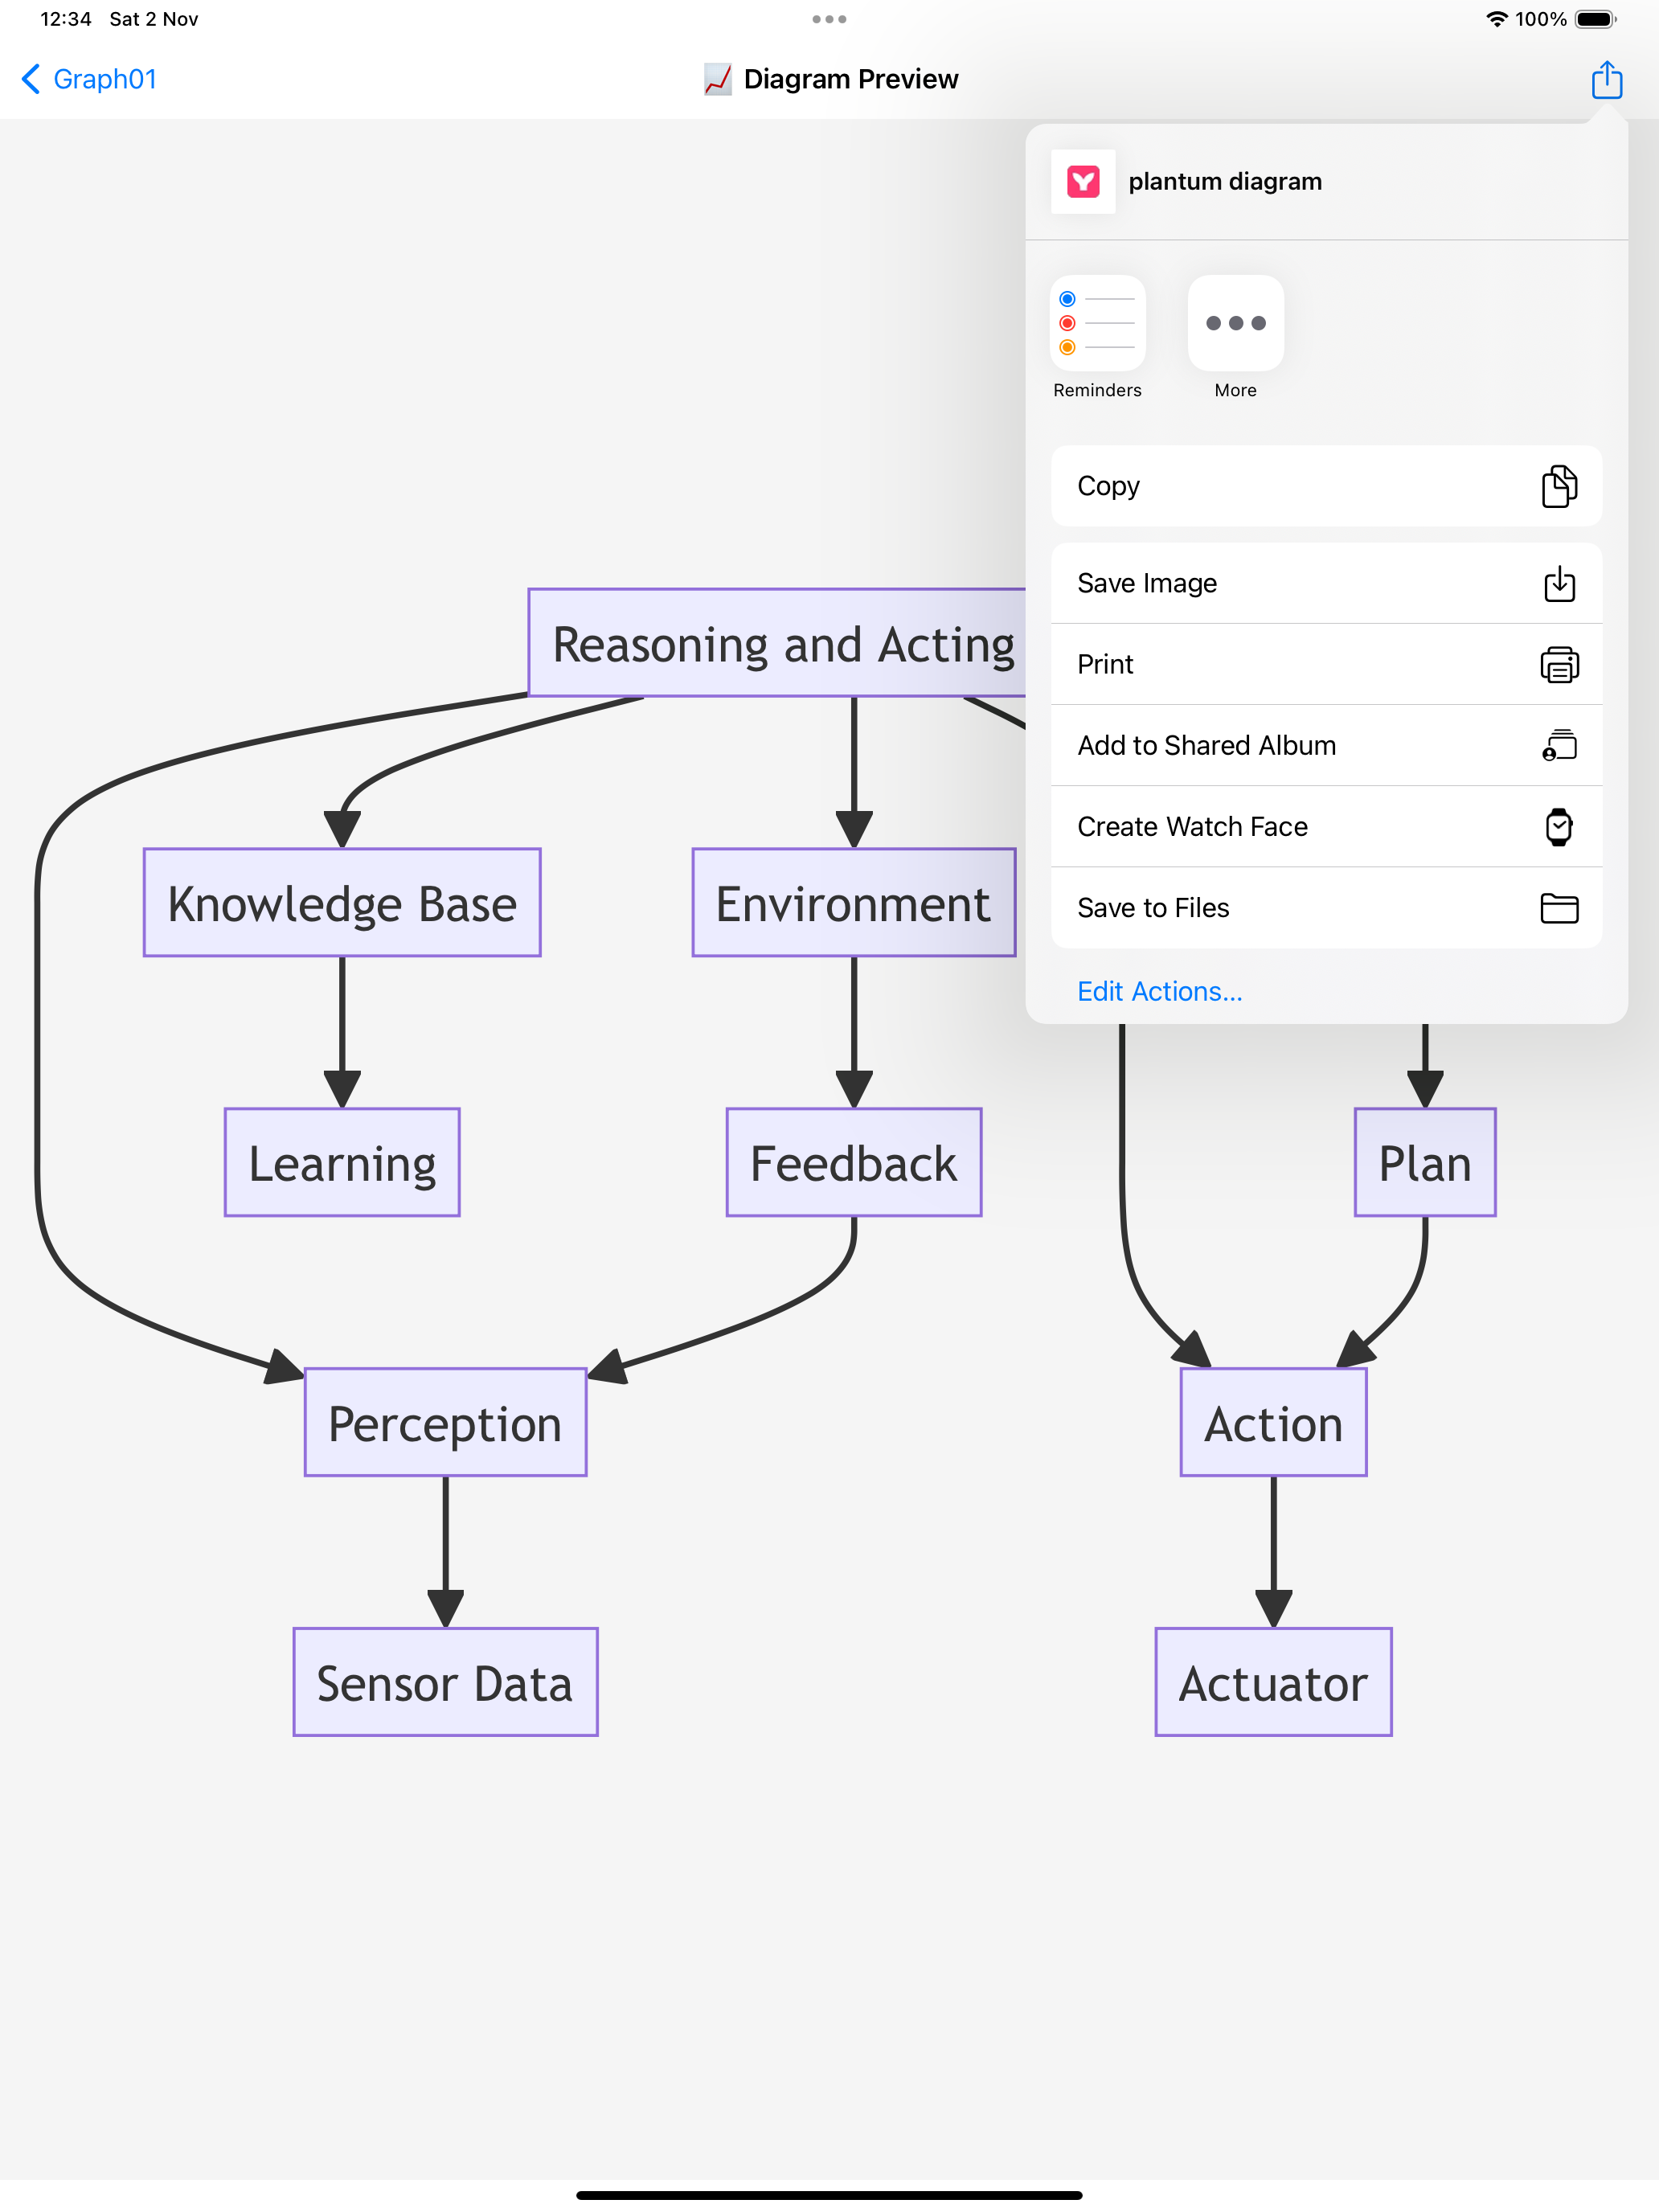 12:34 Sat 2 Nov
100%
Graph01
Diagram Preview
plantum diagram
Reminders
More
Copy
Save Image
Print
Add to Shared Album
Create Watch Face
Save to Files
Edit Actions...
Reasoning and Acting
Knowledge Base
Environment
Learning
Feedback
Plan
Perception
Action
Sensor Data
Actuator